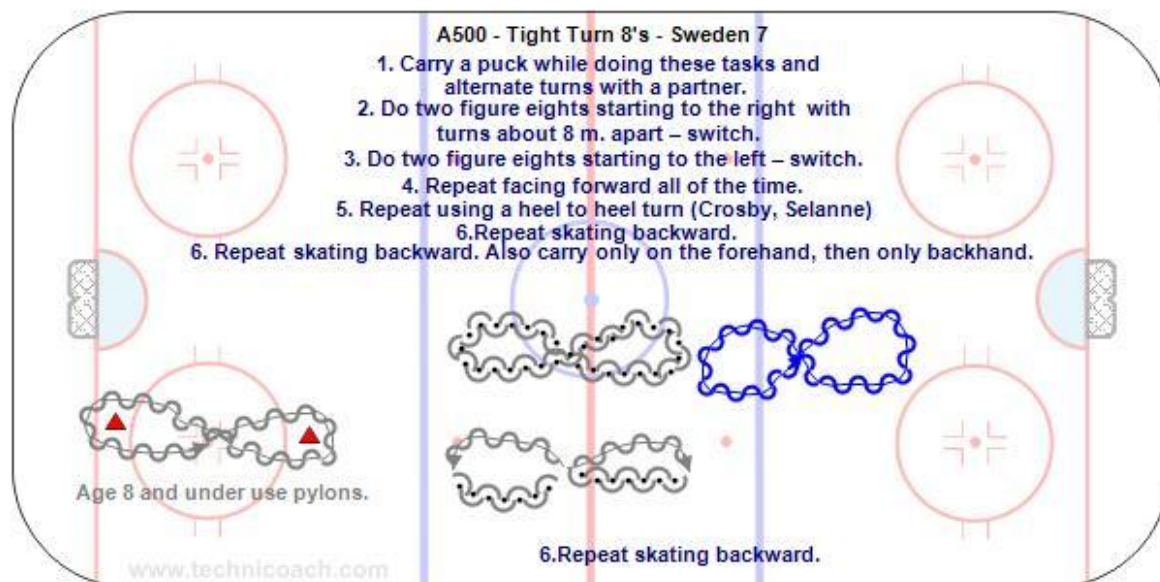 A500 - Tight Turn 8's - Sweden 7
1. Carry a puck while doing these tasks and
alternate turns with a partner.
2. Do two figure eights starting to the right with
turns about 8 m. apart – switch.
3. Do two figure eights starting to the left – switch.
4. Repeat facing forward all of the time.
5. Repeat using a heel to heel turn (Crosby, Selanne)
6.Repeat skating backward.
6. Repeat skating backward. Also carry only on the forehand, then only backhand.
Age 8 and under use pylons.
6.Repeat skating backward.
www.technicoach.com